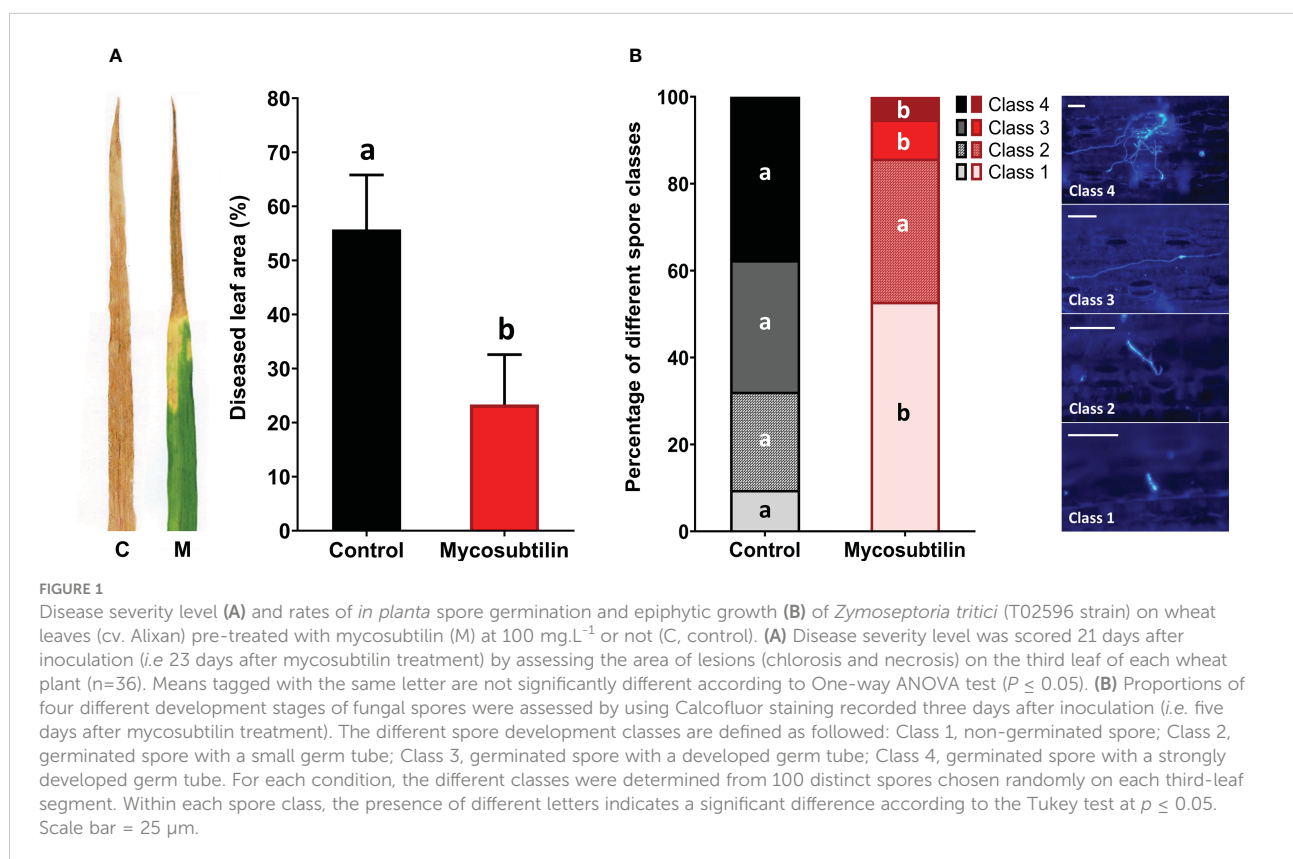 A
B
80
70
60
50
40
30
20
10
0
Diseased leaf area (%)
a
b
C
M
Control
Mycosubtilin
100
80
60
40
20
0
Percentage of different spore classes
a
a
a
a
b
b
a
b
Control
Mycosubtilin
Class 4
Class 3
Class 2
Class 1
Class 4
Class 3
Class 2
Class 1
FIGURE 1
Disease severity level (A) and rates of in planta spore germination and epiphytic growth (B) of Zymoseptoria tritici (T02596 strain) on wheat
leaves (cv. Alixan) pre-treated with mycosubtilin (M) at 100 mg.L⁻¹ or not (C, control). (A) Disease severity level was scored 21 days after
inoculation (i.e 23 days after mycosubtilin treatment) by assessing the area of lesions (chlorosis and necrosis) on the third leaf of each wheat
plant (n=36). Means tagged with the same letter are not significantly different according to One-way ANOVA test (P ≤ 0.05). (B) Proportions of
four different development stages of fungal spores were assessed by using Calcofluor staining recorded three days after inoculation (i.e. five
days after mycosubtilin treatment). The different spore development classes are defined as followed: Class 1, non-germinated spore; Class 2,
germinated spore with a small germ tube; Class 3, germinated spore with a developed germ tube; Class 4, germinated spore with a strongly
developed germ tube. For each condition, the different classes were determined from 100 distinct spores chosen randomly on each third-leaf
segment. Within each spore class, the presence of different letters indicates a significant difference according to the Tukey test at p ≤ 0.05.
Scale bar = 25 µm.